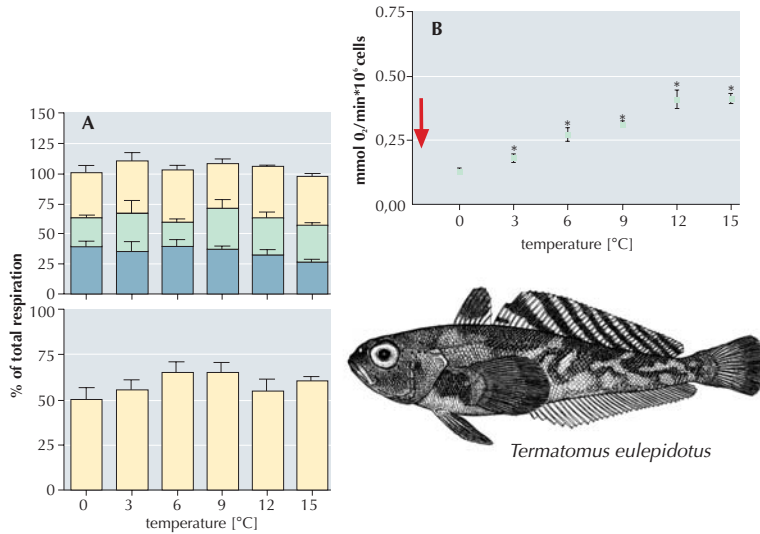 A
% of total respiration
150
125
100
75
50
25
0
100
75
50
25
0
0 3 6 9 12 15
temperature [°C]
B
mmol 0₂/min*10⁶ cells
0.75
0.50
0.25
0,00
* * * * *
0 3 6 9 12 15
temperature [°C]
Termatomus eulepidotus